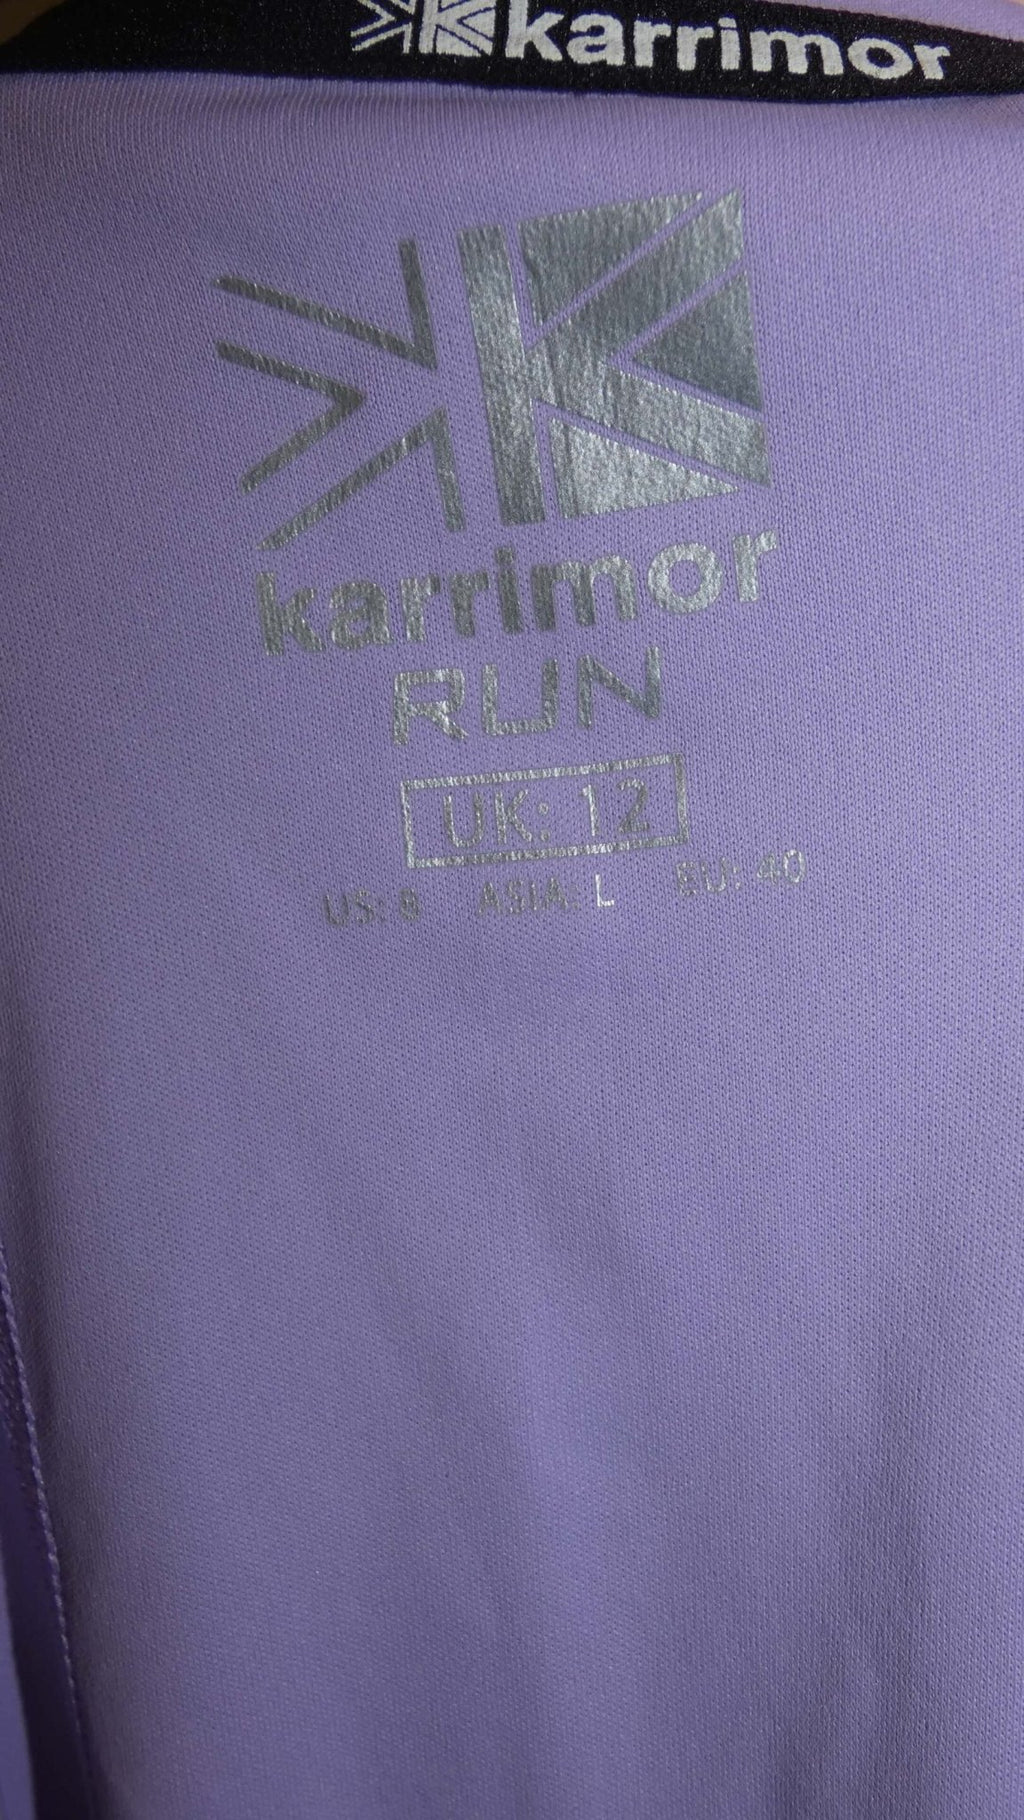 karrimor
karrimor
RUN
UK: 12
US: 8 ASIA: L EU: 40